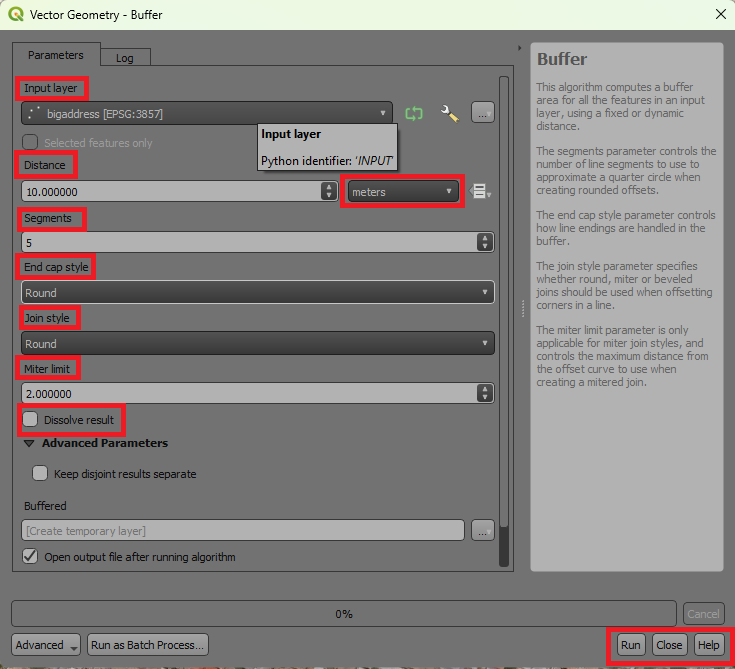 Vector Geometry - Buffer
Parameters
Log
Input layer
bigaddress [EPSG:3857]
...
Selected features only
Input layer
Python identifier: 'INPUT'
Distance
10.000000
meters
Segments
5
End cap style
Round
Join style
Round
Miter limit
2.000000
Dissolve result
Advanced Parameters
Keep disjoint results separate
Buffered
[Create temporary layer]
...
Open output file after running algorithm
Buffer
This algorithm computes a buffer
area for all the features in an input
layer, using a fixed or dynamic
distance.
The segments parameter controls the
number of line segments to use to
approximate a quarter circle when
creating rounded offsets.
The end cap style parameter controls
how line endings are handled in the
buffer.
The join style parameter specifies
whether round, miter or beveled
joins should be used when offsetting
corners in a line.
The miter limit parameter is only
applicable for miter join styles, and
controls the maximum distance from
the offset curve to use when
creating a mitered join.
0%
Cancel
Advanced
Run as Batch Process...
Run
Close
Help